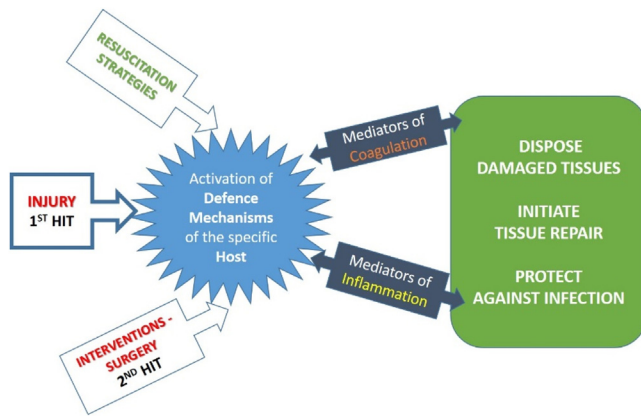 RESUSCITATION
STRATEGIES
INJURY
1ST HIT
INTERVENTIONS -
SURGERY
2ND HIT
Activation of
Defence
Mechanisms
of the specific
Host
Mediators of
Coagulation
Mediators of
Inflammation
DISPOSE
DAMAGED TISSUES
INITIATE
TISSUE REPAIR
PROTECT
AGAINST INFECTION